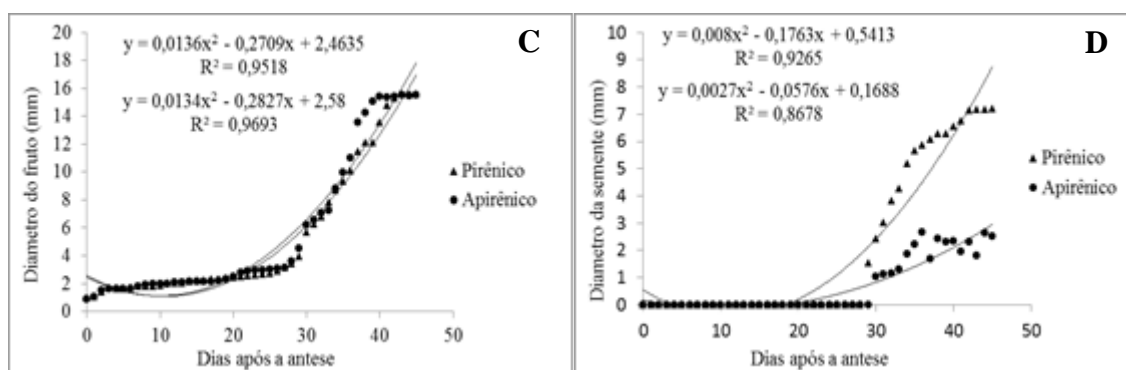 C
y = 0,0136x² - 0,2709x + 2,4635
R² = 0,9518
y = 0,0134x² - 0,2827x + 2,58
R² = 0,9693
Diametro do fruto (mm)
20
18
16
14
12
10
8
6
4
2
0
0 10 20 30 40 50
Dias após a antese
Pirênico
Apirênico
D
y = 0,008x² - 0,1763x + 0,5413
R² = 0,9265
y = 0,0027x² - 0,0576x + 0,1688
R² = 0,8678
Diametro da semente (mm)
10
9
8
7
6
5
4
3
2
1
0
0 10 20 30 40 50
Dias após a antese
Pirênico
Apirênico